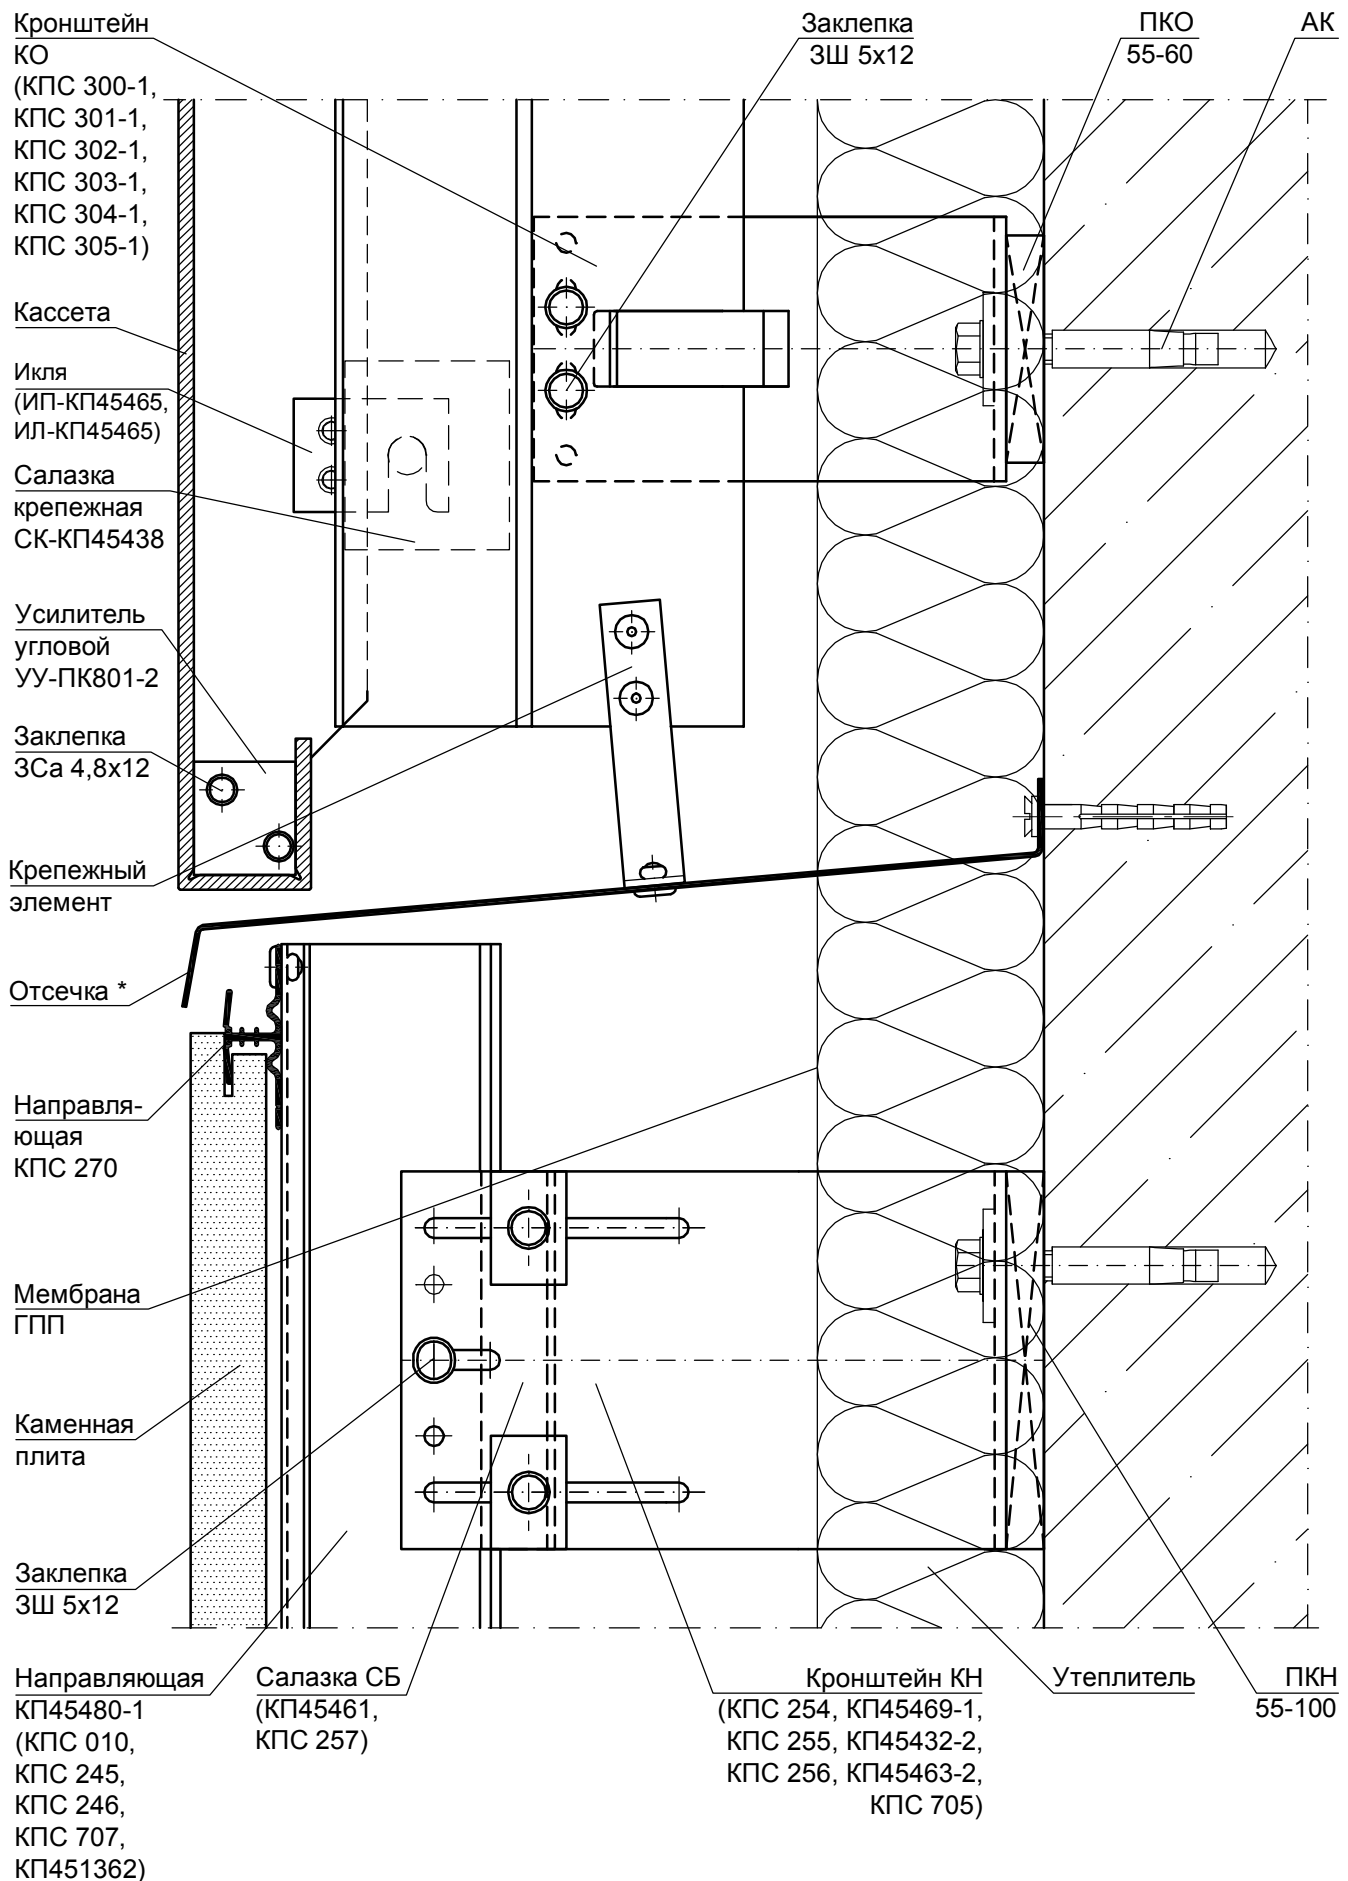 Кронштейн
КО
(КПС 300-1,
КПС 301-1,
КПС 302-1,
КПС 303-1,
КПС 304-1,
КПС 305-1)
Заклепка
ЗШ 5х12
ПКО
55-60
АК
Кассета
Икля
(ИП-КП45465,
ИЛ-КП45465)
Салазка
крепежная
СК-КП45438
Усилитель
угловой
УУ-ПК801-2
Заклепка
ЗСа 4,8х12
Крепежный
элемент
Отсечка *
Направля-
ющая
КПС 270
Мембрана
ГПП
Каменная
плита
Заклепка
ЗШ 5х12
Направляющая
КП45480-1
(КПС 010,
КПС 245,
КПС 246,
КПС 707,
КП451362)
Салазка СБ
(КП45461,
КПС 257)
Кронштейн КН
(КПС 254, КП45469-1,
КПС 255, КП45432-2,
КПС 256, КП45463-2,
КПС 705)
Утеплитель
ПКН
55-100